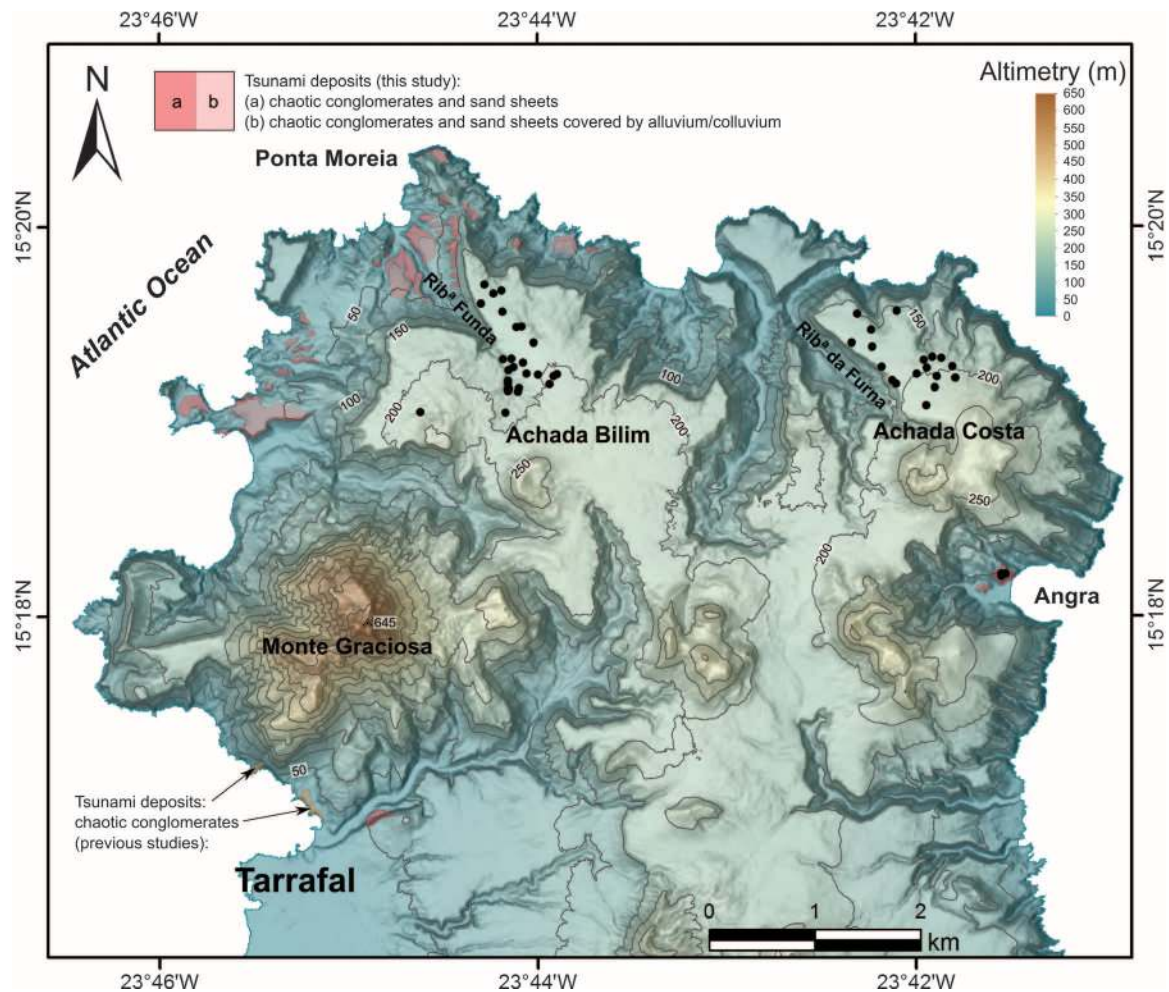 23°46'W
23°44'W
23°42'W
N
a
b
Tsunami deposits (this study):
(a) chaotic conglomerates and sand sheets
(b) chaotic conglomerates and sand sheets covered by alluvium/colluvium
Altimetry (m)
650
600
550
500
450
400
350
300
250
200
150
100
50
0
Ponta Moreia
15°20'N
15°20'N
Atlantic Ocean
50
150
Ribª Funda
100
200
Achada Bilim
250
100
200
Ribª da Furna
150
200
Achada Costa
250
200
Angra
15°18'N
15°18'N
645
Monte Graciosa
50
Tsunami deposits:
chaotic conglomerates
(previous studies):
Tarrafal
0
1
2
km
23°46'W
23°44'W
23°42'W